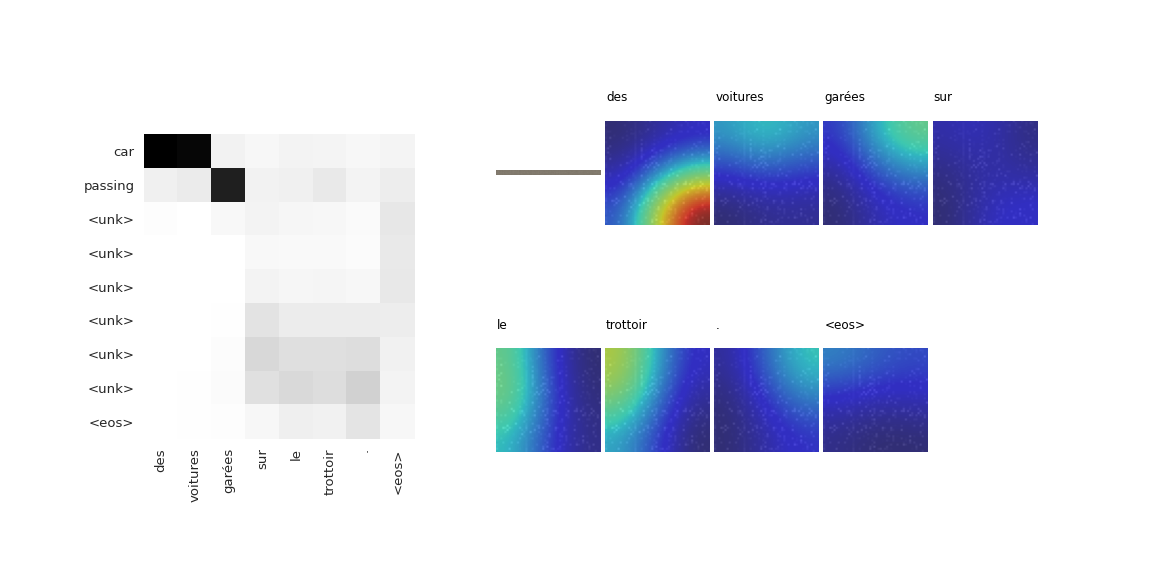 car
passing
<unk>
<unk>
<unk>
<unk>
<unk>
<unk>
<eos>
des voitures garées sur le trottoir . <eos>
des voitures garées sur
le trottoir . <eos>